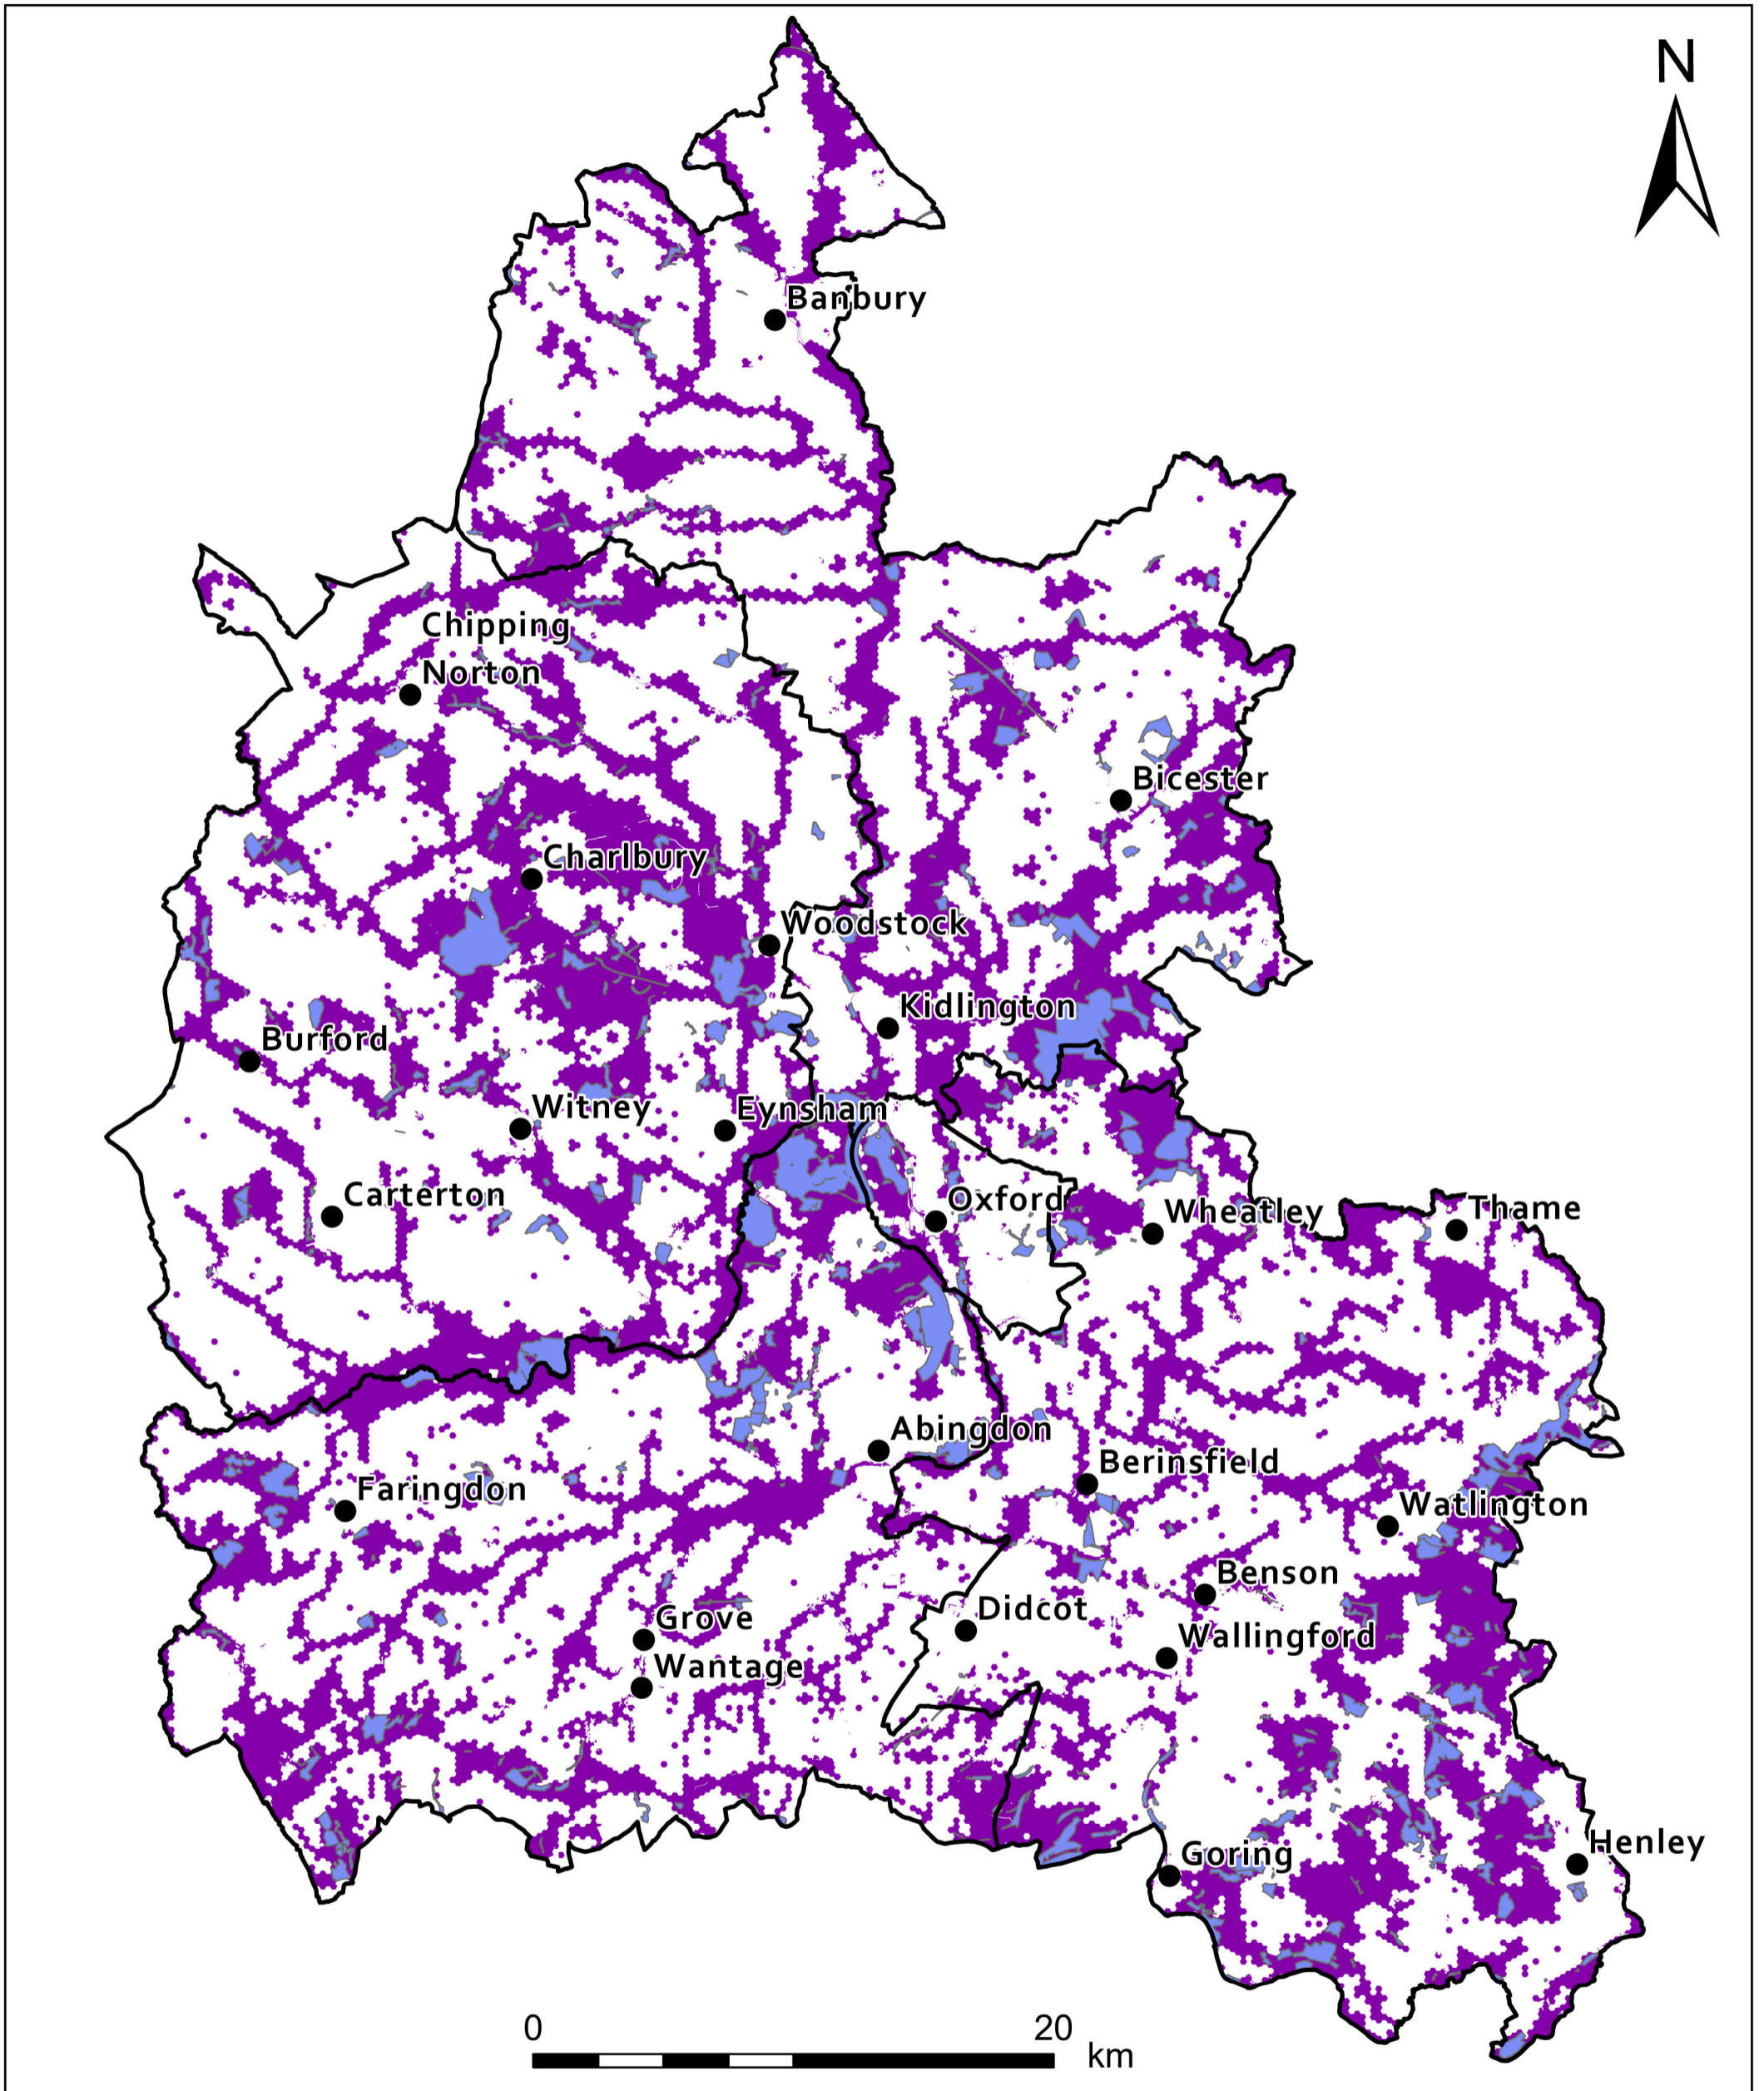 N
Banbury
Chipping
Norton
Bicester
Charlbury
Woodstock
Kidlington
Burford
Witney
Eynsham
Carterton
Oxford
Wheatley
Thame
Abingdon
Berinsfield
Faringdon
Watlington
Benson
Grove
Didcot
Wallingford
Wantage
Henley
Goring
0 20
km